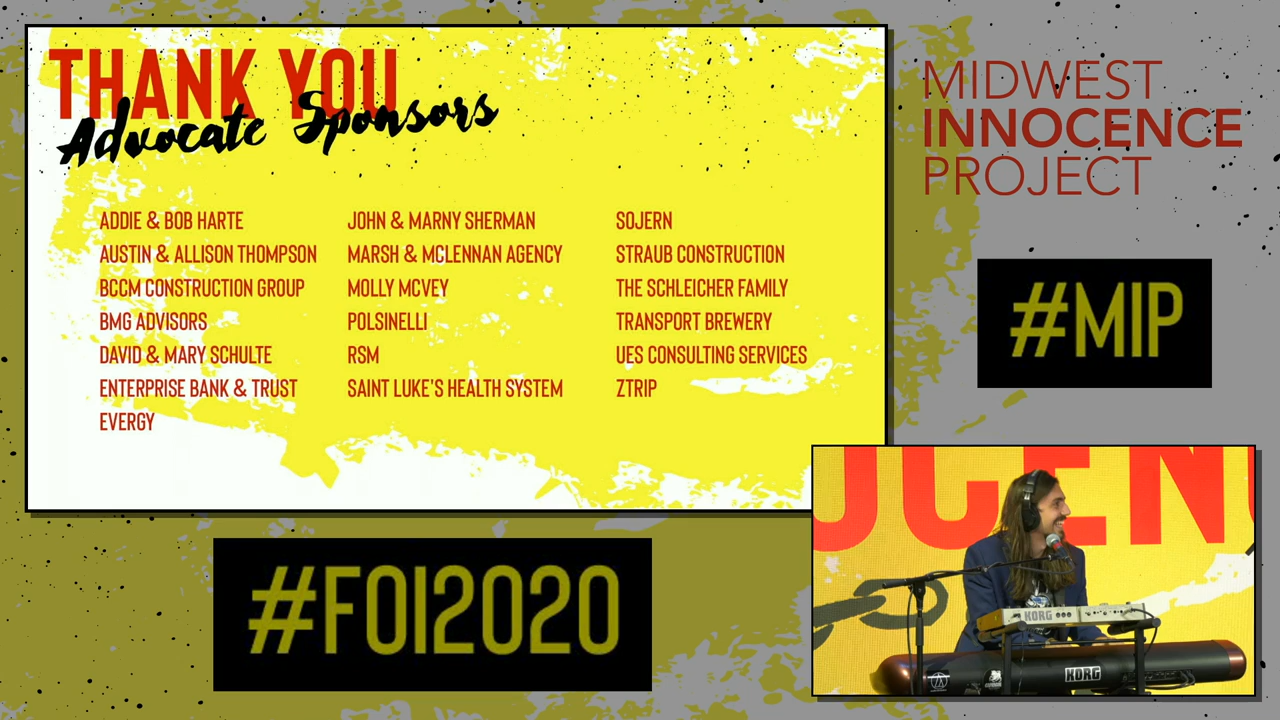 THANK YOU
Advocate Sponsors
ADDIE & BOB HARTE
AUSTIN & ALLISON THOMPSON
BCCM CONSTRUCTION GROUP
BMG ADVISORS
DAVID & MARY SCHULTE
ENTERPRISE BANK & TRUST
EVERGY
JOHN & MARNY SHERMAN
MARSH & MCLENNAN AGENCY
MOLLY MCVEY
POLSINELLI
RSM
SAINT LUKE'S HEALTH SYSTEM
SOJERN
STRAUB CONSTRUCTION
THE SCHLEICHER FAMILY
TRANSPORT BREWERY
UES CONSULTING SERVICES
ZTRIP
MIDWEST
INNOCENCE
PROJECT
#MIP
#FOI2020
OCENC
KORG
KORG